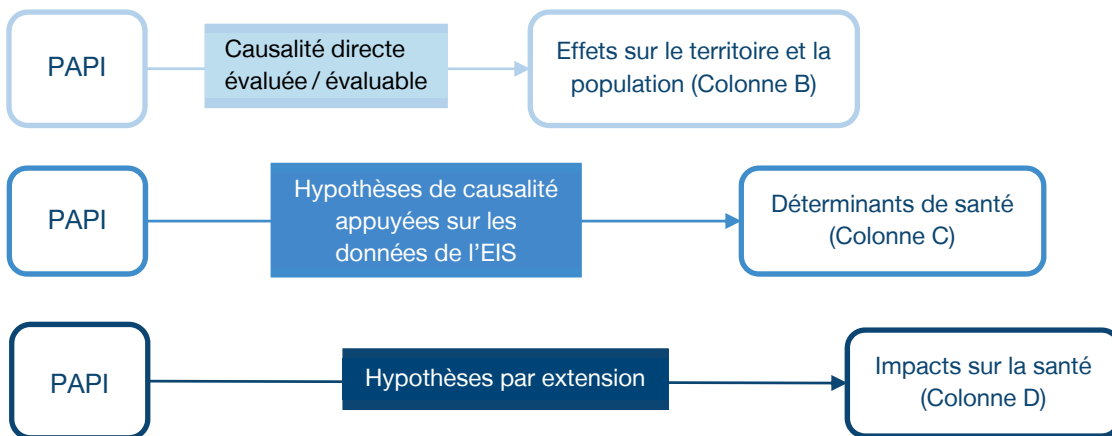 PAPI
Causalité directe
évaluée / évaluable
Effets sur le territoire et la
population (Colonne B)
PAPI
Hypothèses de causalité
appuyées sur les
données de l’EIS
Déterminants de santé
(Colonne C)
PAPI
Hypothèses par extension
Impacts sur la santé
(Colonne D)